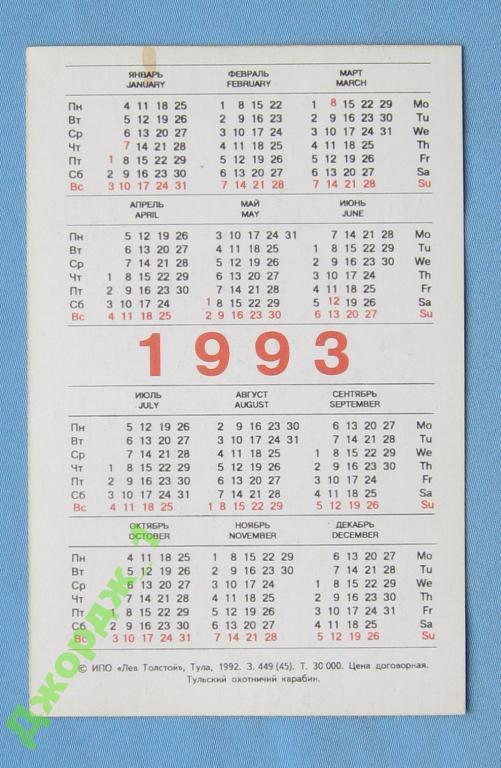 ЯНВАРЬ ФЕВРАЛЬ МАРТ
JANUARY FEBRUARY MARCH
Пн 4 11 18 25 1 8 15 22 1 8 15 22 29 Mo
Вт 5 12 19 26 2 9 16 23 2 9 16 23 30 Tu
Ср 6 13 20 27 3 10 17 24 3 10 17 24 31 We
Чт 7 14 21 28 4 11 18 25 4 11 18 25 Th
Пт 1 8 15 22 29 5 12 19 26 5 12 19 26 Fr
Сб 2 9 16 23 30 6 13 20 27 6 13 20 27 Sa
Вс 3 10 17 24 31 7 14 21 28 7 14 21 28 Su
АПРЕЛЬ МАЙ ИЮНЬ
APRIL MAY JUNE
Пн 5 12 19 26 3 10 17 24 31 7 14 21 28 Mo
Вт 6 13 20 27 4 11 18 25 1 8 15 22 29 Tu
Ср 7 14 21 28 5 12 19 26 2 9 16 23 30 We
Чт 1 8 15 22 29 6 13 20 27 3 10 17 24 Th
Пт 2 9 16 23 30 7 14 21 28 4 11 18 25 Fr
Сб 3 10 17 24 1 8 15 22 29 5 12 19 26 Sa
Вс 4 11 18 25 2 9 16 23 30 6 13 20 27 Su
1993
ИЮЛЬ АВГУСТ СЕНТЯБРЬ
JULY AUGUST SEPTEMBER
Пн 5 12 19 26 2 9 16 23 30 6 13 20 27 Mo
Вт 6 13 20 27 3 10 17 24 31 7 14 21 28 Tu
Ср 7 14 21 28 4 11 18 25 1 8 15 22 29 We
Чт 1 8 15 22 29 5 12 19 26 2 9 16 23 30 Th
Пт 2 9 16 23 30 6 13 20 27 3 10 17 24 Fr
Сб 3 10 17 24 31 7 14 21 28 4 11 18 25 Sa
Вс 4 11 18 25 1 8 15 22 29 5 12 19 26 Su
ОКТЯБРЬ НОЯБРЬ ДЕКАБРЬ
OCTOBER NOVEMBER DECEMBER
Пн 4 11 18 25 1 8 15 22 29 6 13 20 27 Mo
Вт 5 12 19 26 2 9 16 23 30 7 14 21 28 Tu
Ср 6 13 20 27 3 10 17 24 1 8 15 22 29 We
Чт 7 14 21 28 4 11 18 25 2 9 16 23 30 Th
Пт 1 8 15 22 29 5 12 19 26 3 10 17 24 31 Fr
Сб 2 9 16 23 30 6 13 20 27 4 11 18 25 Sa
Вс 3 10 17 24 31 7 14 21 28 5 12 19 26 Su
© ИПО «Лев Толстой», Тула, 1992. З. 449 (45). Т. 30 000. Цена договорная.
Тульский охотничий карабин.
Джордж_1